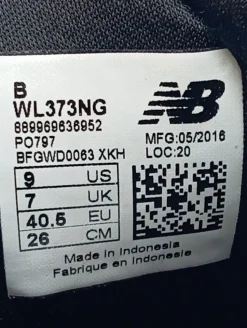 B
WL373NG
889969636952
PO797
BFGWD0063 XKH
NB
MFG:05/2016
LOC:20
9 US
7 UK
40.5 EU
26 CM
Made in Indonesia
Fabrique en Indonesie